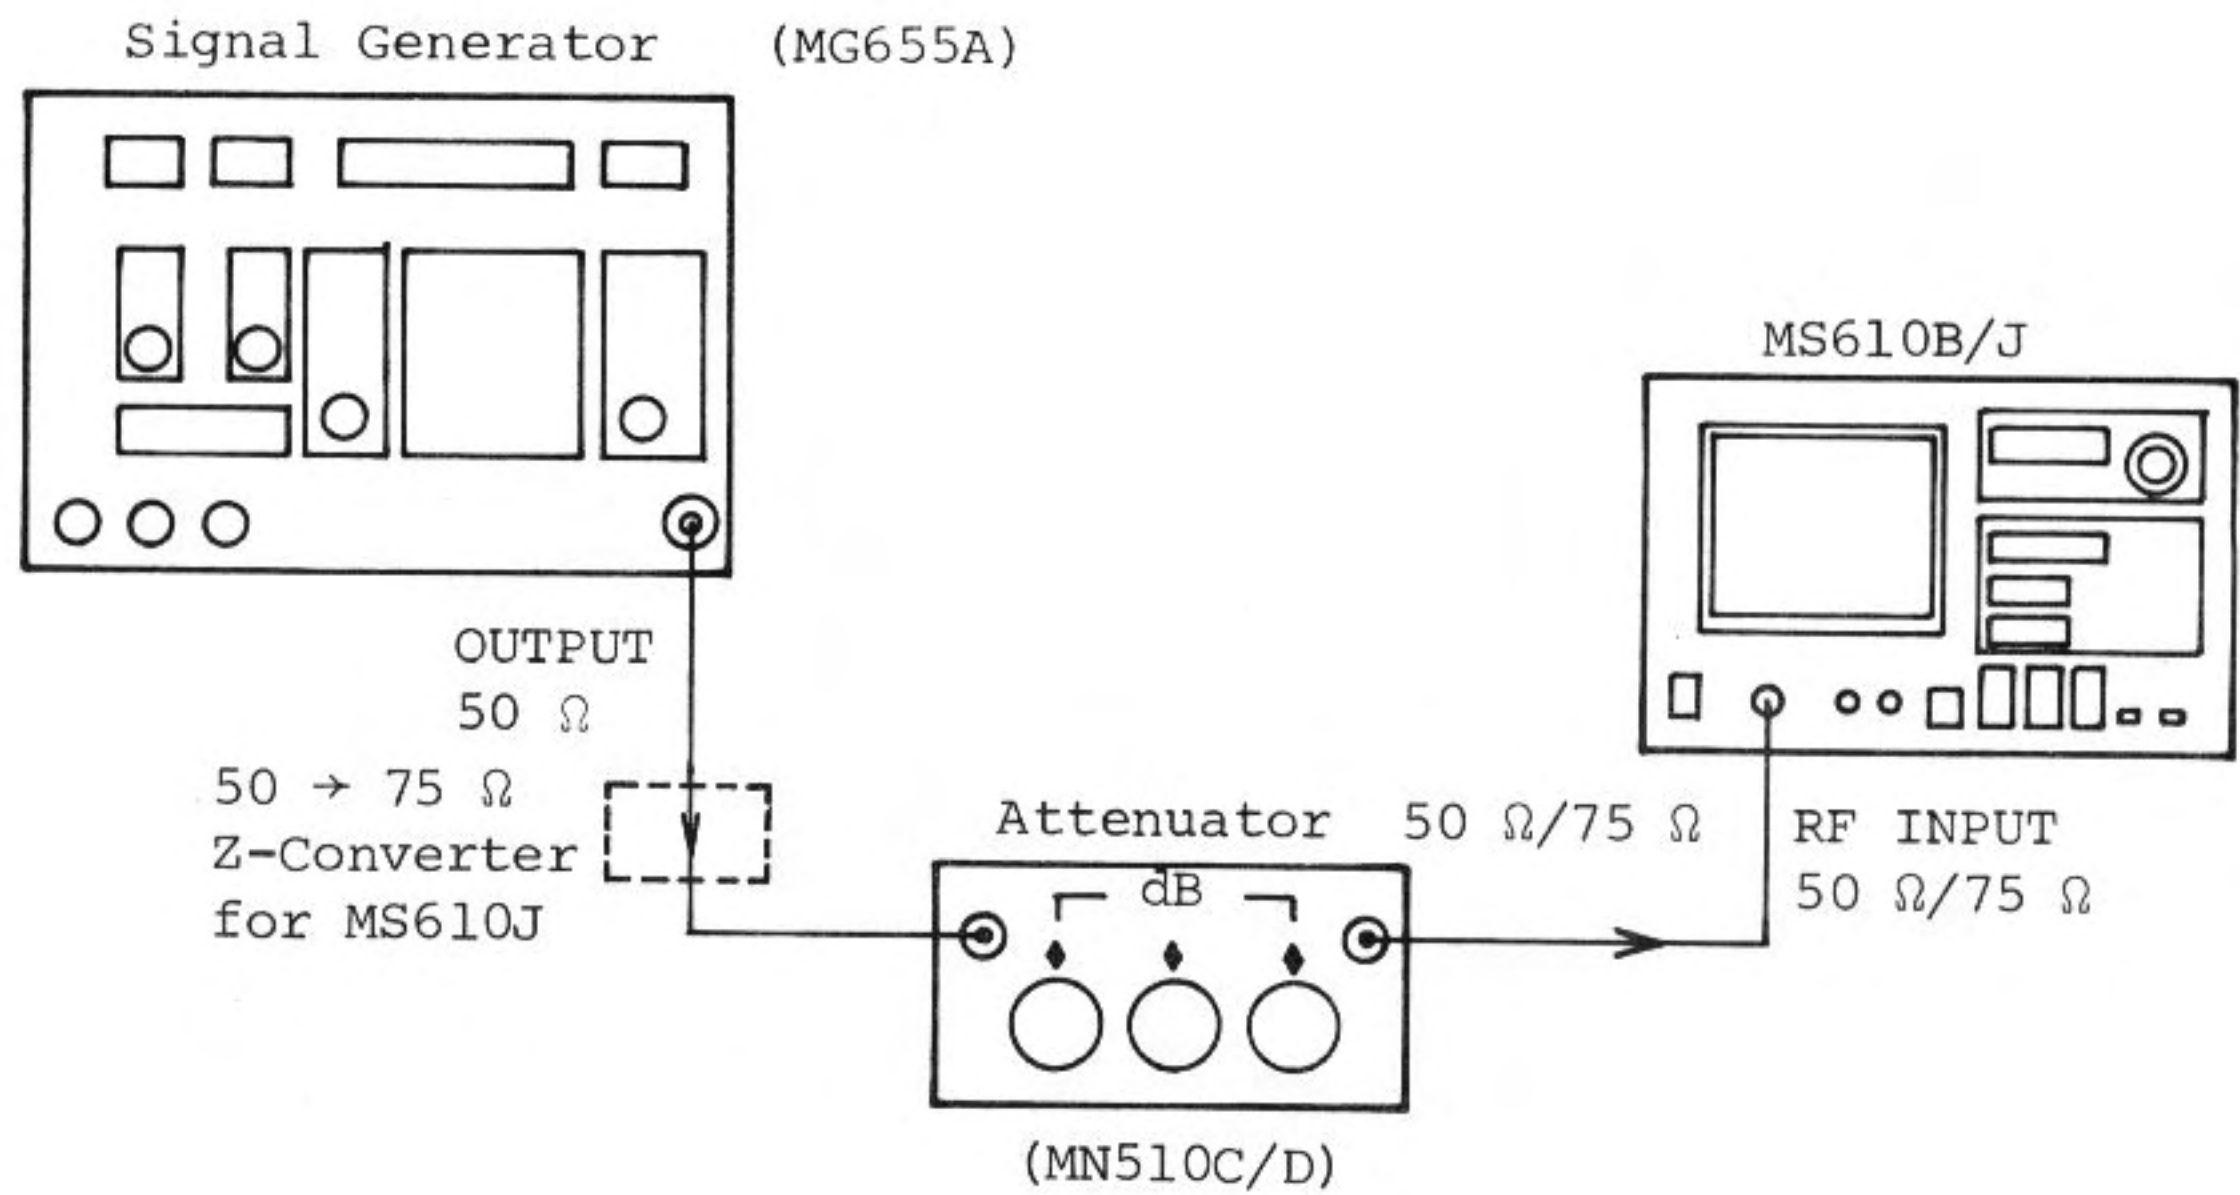 Signal Generator (MG655A)
MS610B/J
OUTPUT
50 Ω
50 → 75 Ω
Z-Converter
for MS610J
Attenuator 50 Ω/75 Ω
RF INPUT
50 Ω/75 Ω
dB
(MN510C/D)